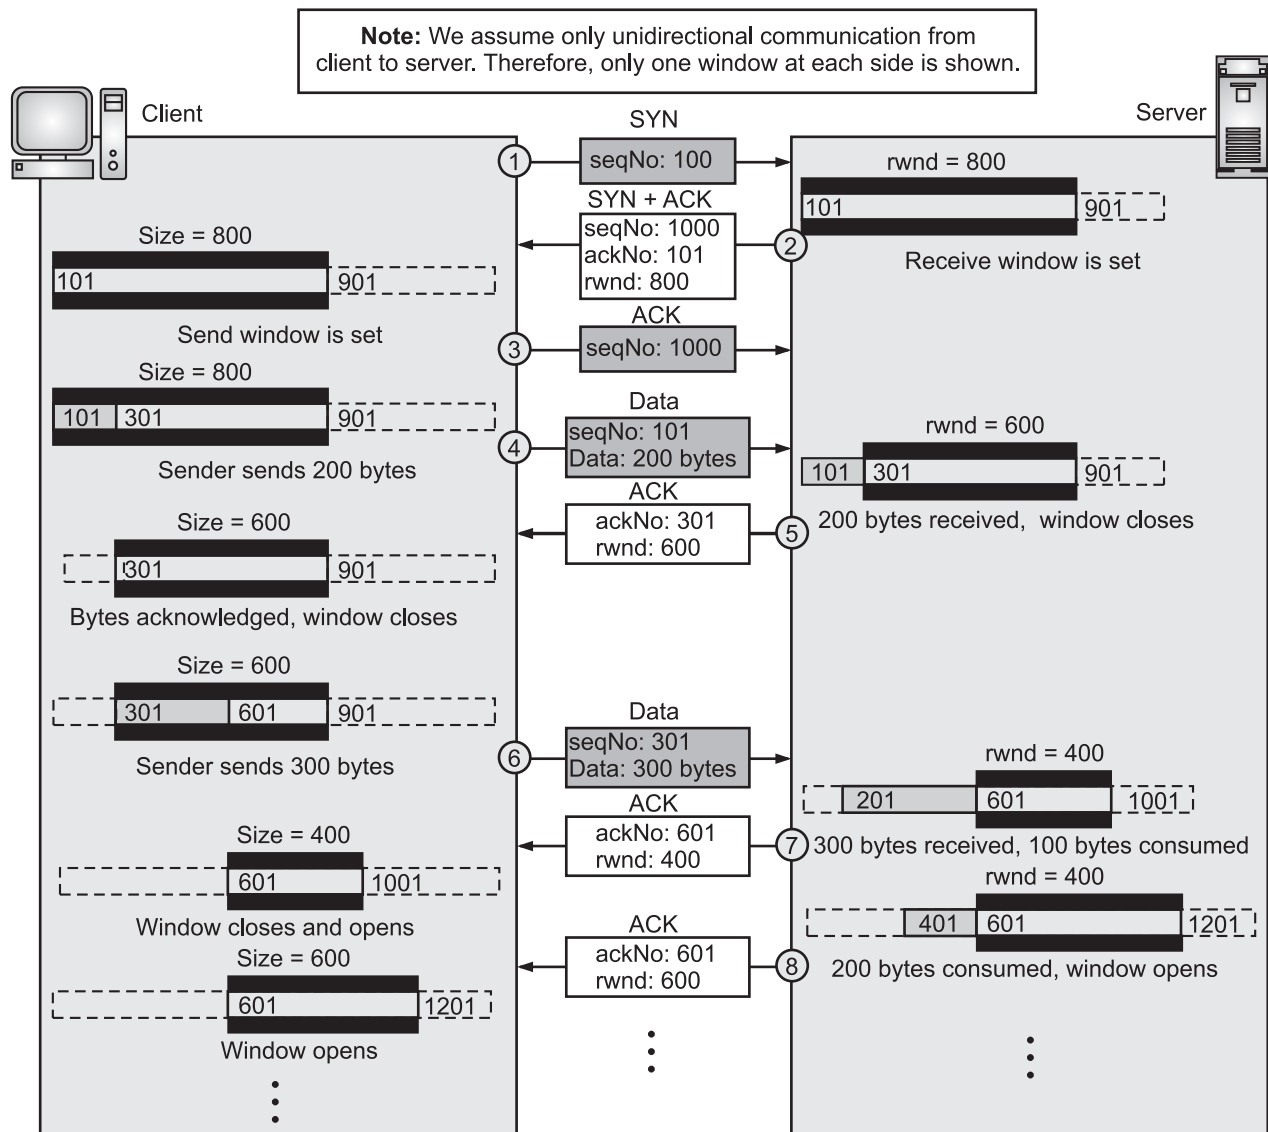 Note: We assume only unidirectional communication from
client to server. Therefore, only one window at each side is shown.
Client
Server
SYN
1
seqNo: 100
rwnd = 800
101
901
SYN + ACK
seqNo: 1000
ackNo: 101
rwnd: 800
2
Receive window is set
Size = 800
101
901
Send window is set
ACK
3
seqNo: 1000
Size = 800
101
301
901
Sender sends 200 bytes
Data
4
seqNo: 101
Data: 200 bytes
rwnd = 600
101
301
901
200 bytes received, window closes
ACK
ackNo: 301
rwnd: 600
5
Size = 600
301
901
Bytes acknowledged, window closes
Size = 600
301
601
901
Sender sends 300 bytes
Data
6
seqNo: 301
Data: 300 bytes
rwnd = 400
201
601
1001
300 bytes received, 100 bytes consumed
ACK
ackNo: 601
rwnd: 400
7
Size = 400
601
1001
Window closes and opens
rwnd = 400
401
601
1201
200 bytes consumed, window opens
ACK
ackNo: 601
rwnd: 600
8
Size = 600
601
1201
Window opens